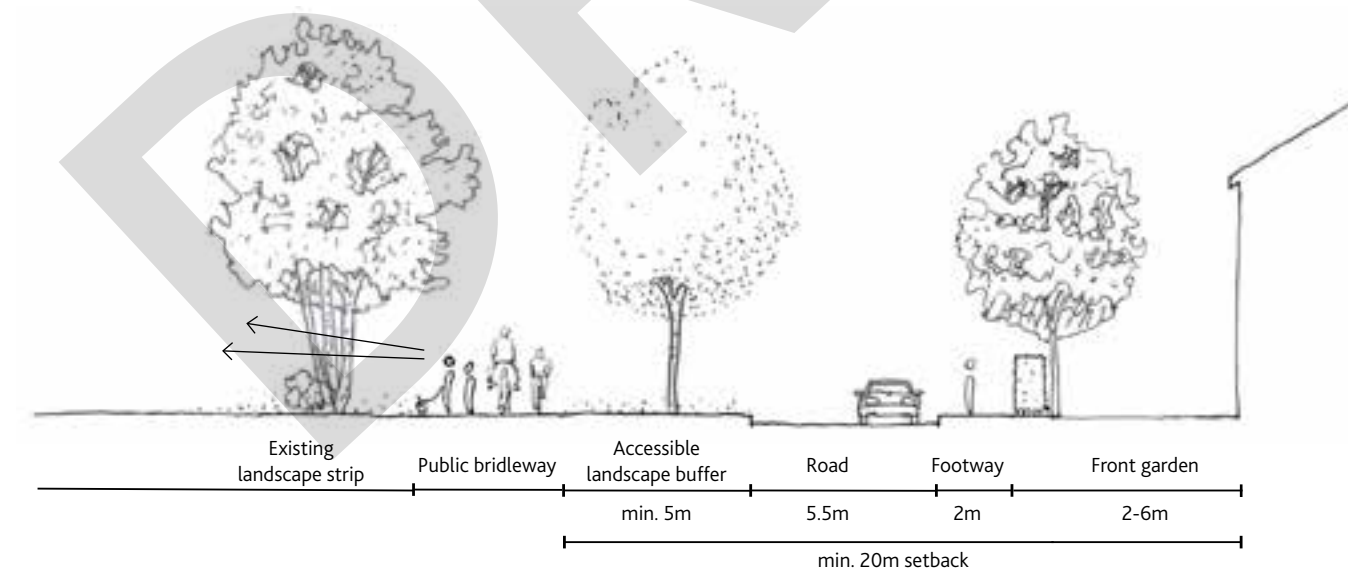 Existing
landscape strip
Public bridleway
Accessible
landscape buffer
Road
Footway
Front garden
min. 5m
5.5m
2m
2-6m
min. 20m setback